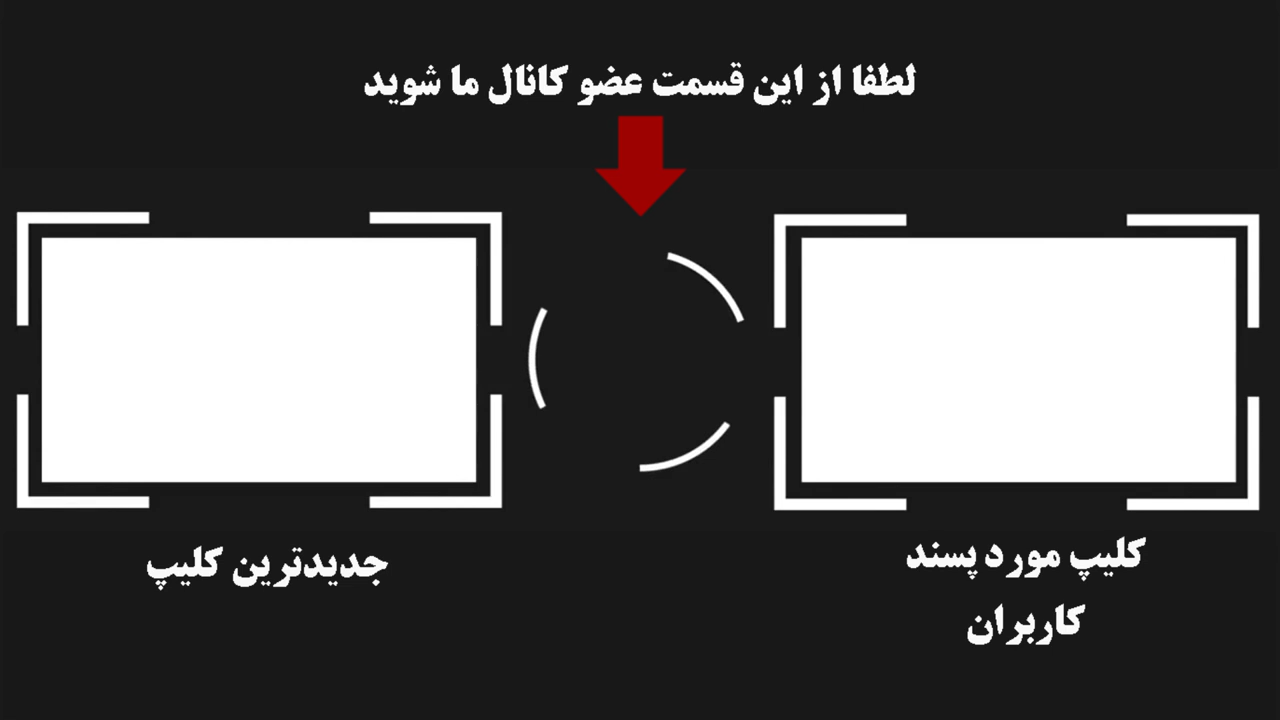 لطفا از این قسمت عضو کانال ما شوید
کلیپ مورد پسند
کاربران
جدیدترین کلیپ